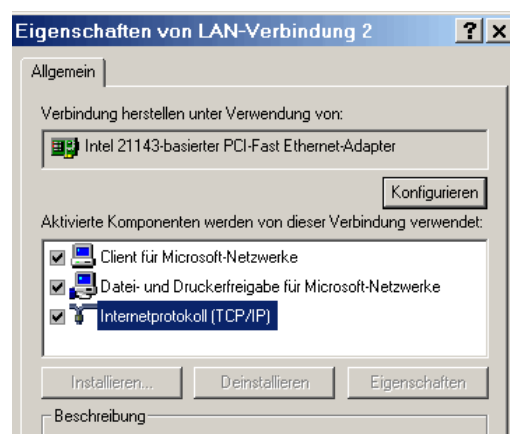 Eigenschaften von LAN-Verbindung 2
Allgemein
Verbindung herstellen unter Verwendung von:
Intel 21143-basierter PCI-Fast Ethernet-Adapter
Konfigurieren
Aktivierte Komponenten werden von dieser Verbindung verwendet:
Client für Microsoft-Netzwerke
Datei- und Druckerfreigabe für Microsoft-Netzwerke
Internetprotokoll (TCP/IP)
Installieren... Deinstallieren Eigenschaften
Beschreibung